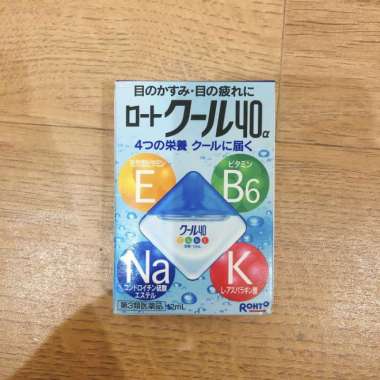 目のかすみ・目の疲れに
ロート クール40α
4つの栄養 クールに届く
E
ビタミン
B6
クール40
Na
コンドロイチン硫酸
エステル
K
L-アスパラギン酸
第3類医薬品 12mL
ROHTO